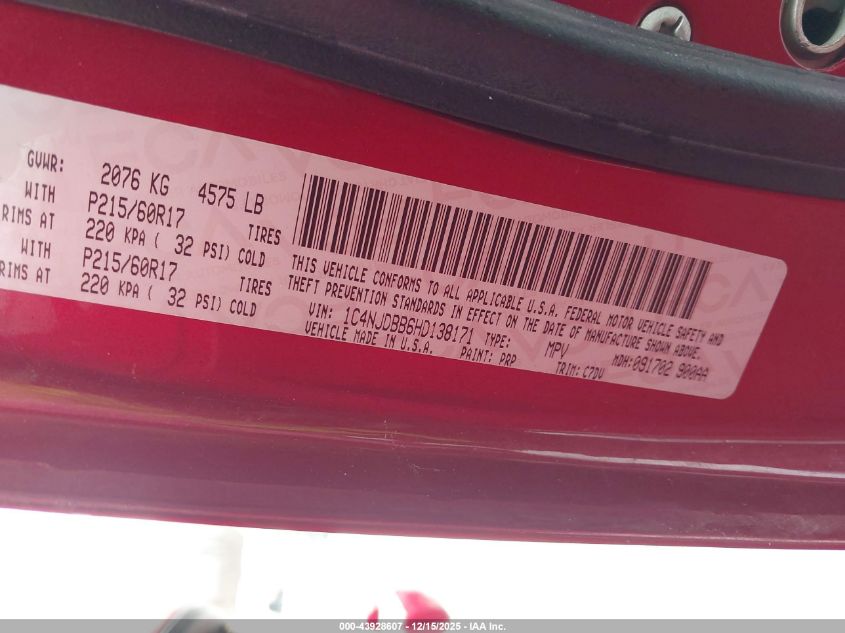 GVWR: 2076 KG 4575 LB
WITH P215/60R17 TIRES
RIMS AT 220 KPA ( 32 PSI) COLD
WITH P215/60R17 TIRES
RIMS AT 220 KPA ( 32 PSI) COLD
THIS VEHICLE CONFORMS TO ALL APPLICABLE U.S.A. FEDERAL MOTOR VEHICLE SAFETY AND
THEFT PREVENTION STANDARDS IN EFFECT ON THE DATE OF MANUFACTURE SHOWN ABOVE.
VIN: 1C4NJDBB6HD138171 TYPE: MPV MDH:091702 900AA
VEHICLE MADE IN U.S.A. PAINT: PRP TRIM: C7DV
000-43928607 - 12/15/2025 - IAA Inc.